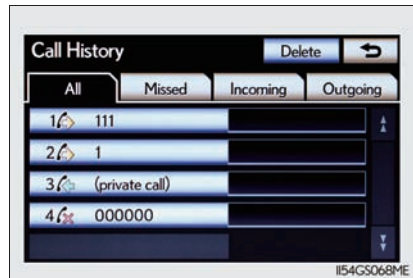 Call History
Delete
All Missed Incoming Outgoing
1 111
2 1
3 (private call)
4 000000
II54GS068ME